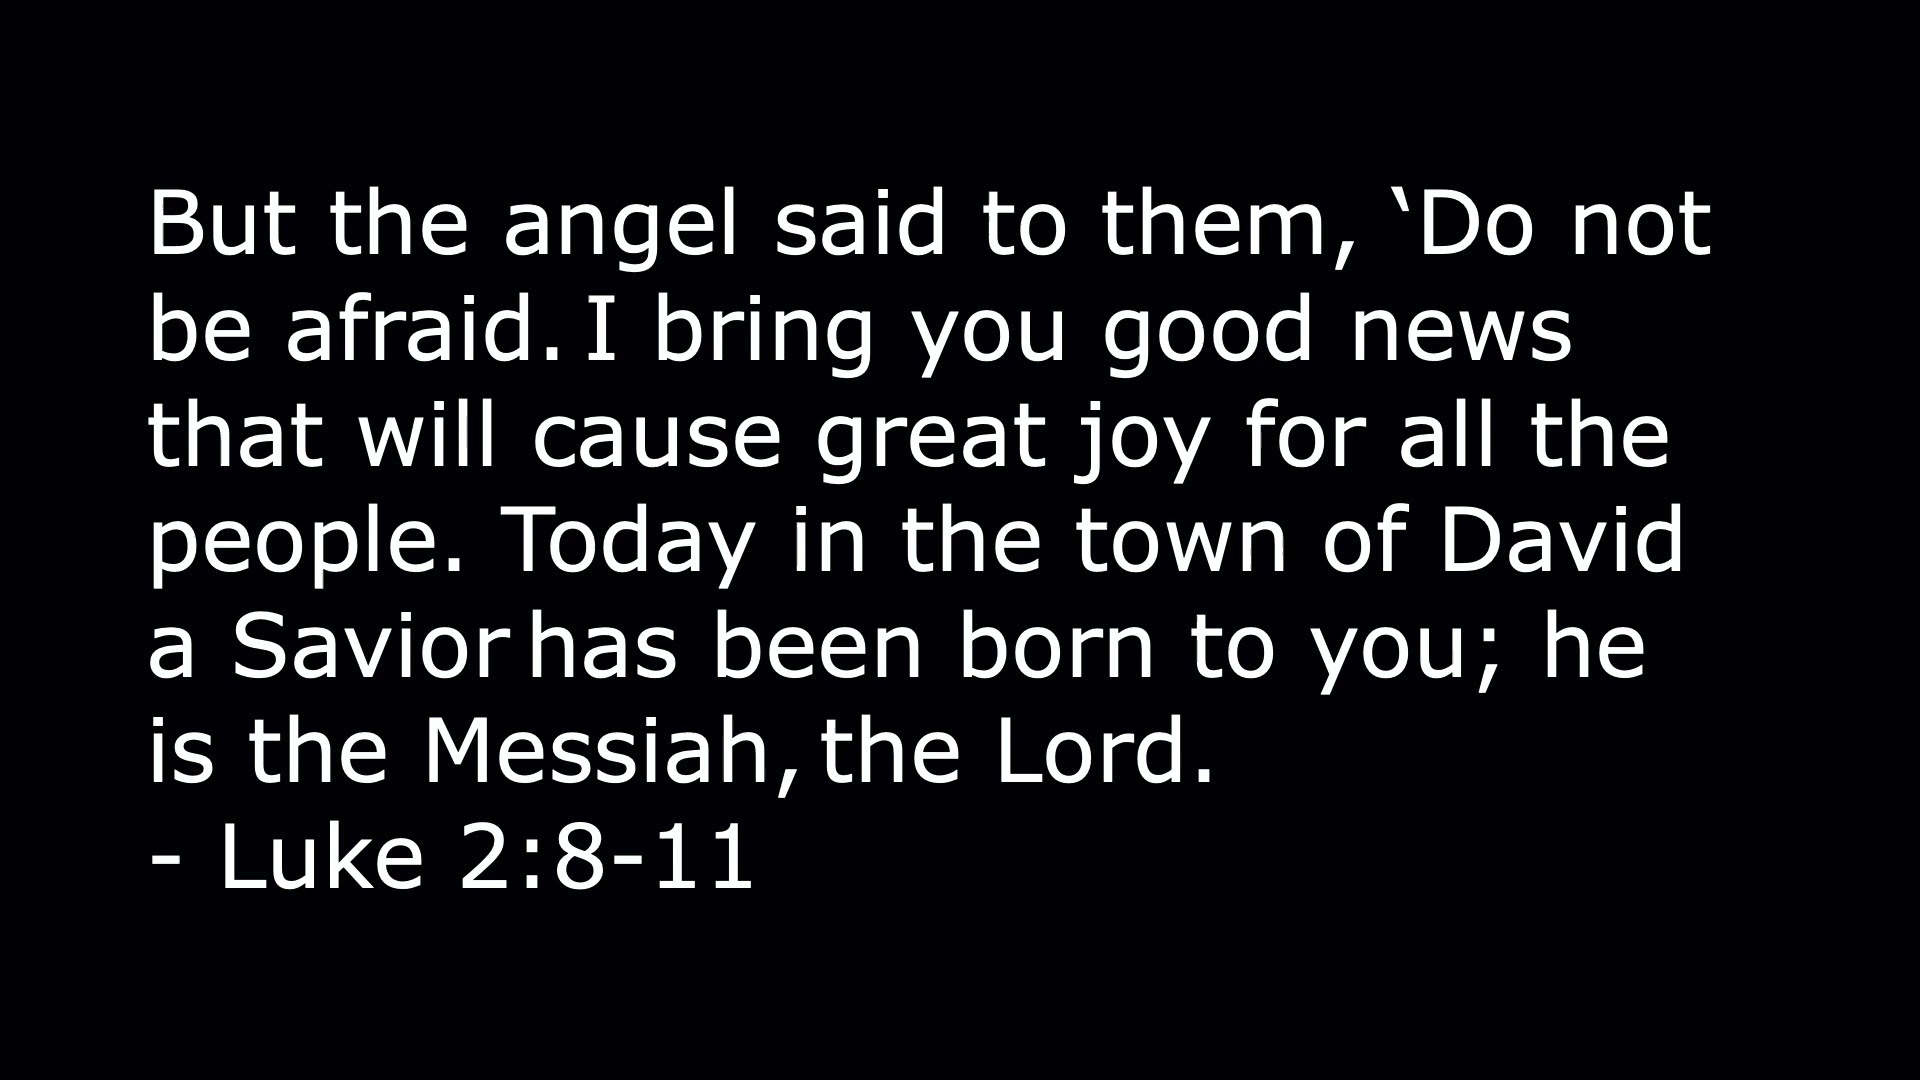 But the angel said to them, ‘Do not
be afraid. I bring you good news
that will cause great joy for all the
people. Today in the town of David
a Savior has been born to you; he
is the Messiah, the Lord.
- Luke 2:8-11